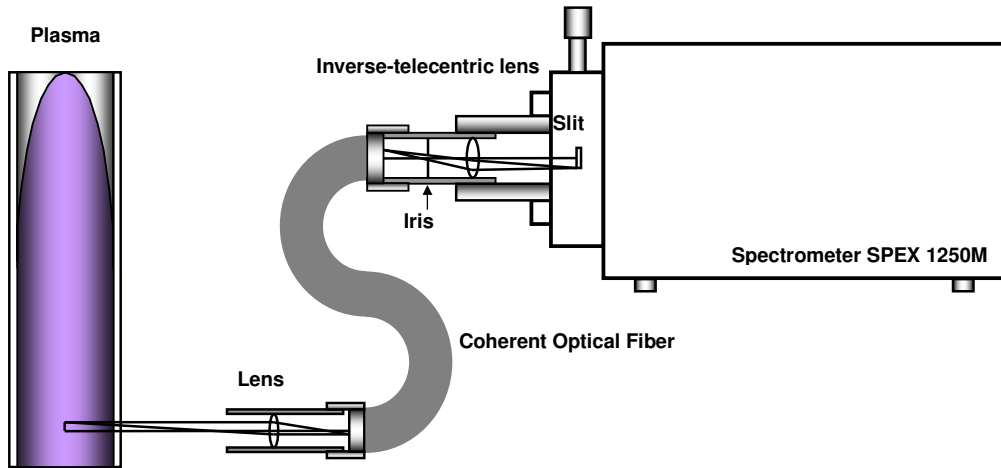 Plasma
Inverse-telecentric lens
Slit
Iris
Spectrometer SPEX 1250M
Coherent Optical Fiber
Lens